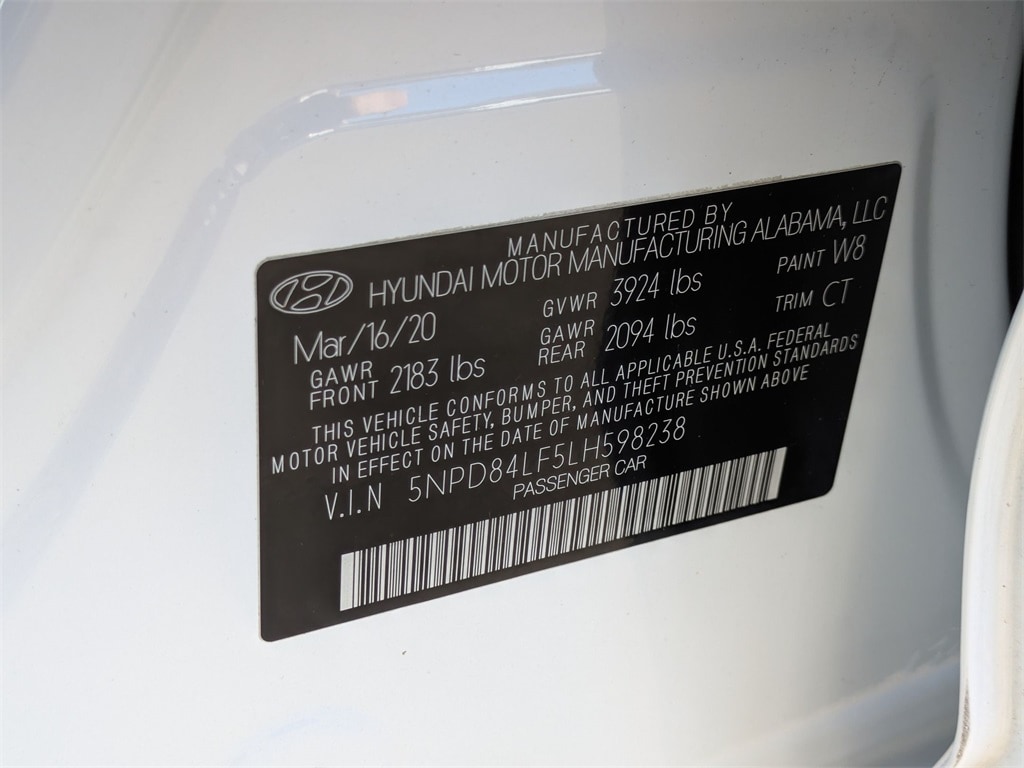 MANUFACTURED BY
HYUNDAI MOTOR MANUFACTURING ALABAMA, LLC
Mar/16/20 GVWR 3924 lbs PAINT W8
GAWR FRONT 2183 lbs GAWR REAR 2094 lbs TRIM CT
THIS VEHICLE CONFORMS TO ALL APPLICABLE U.S.A. FEDERAL
MOTOR VEHICLE SAFETY, BUMPER, AND THEFT PREVENTION STANDARDS
IN EFFECT ON THE DATE OF MANUFACTURE SHOWN ABOVE
V.I.N 5NPD84LF5LH598238
PASSENGER CAR